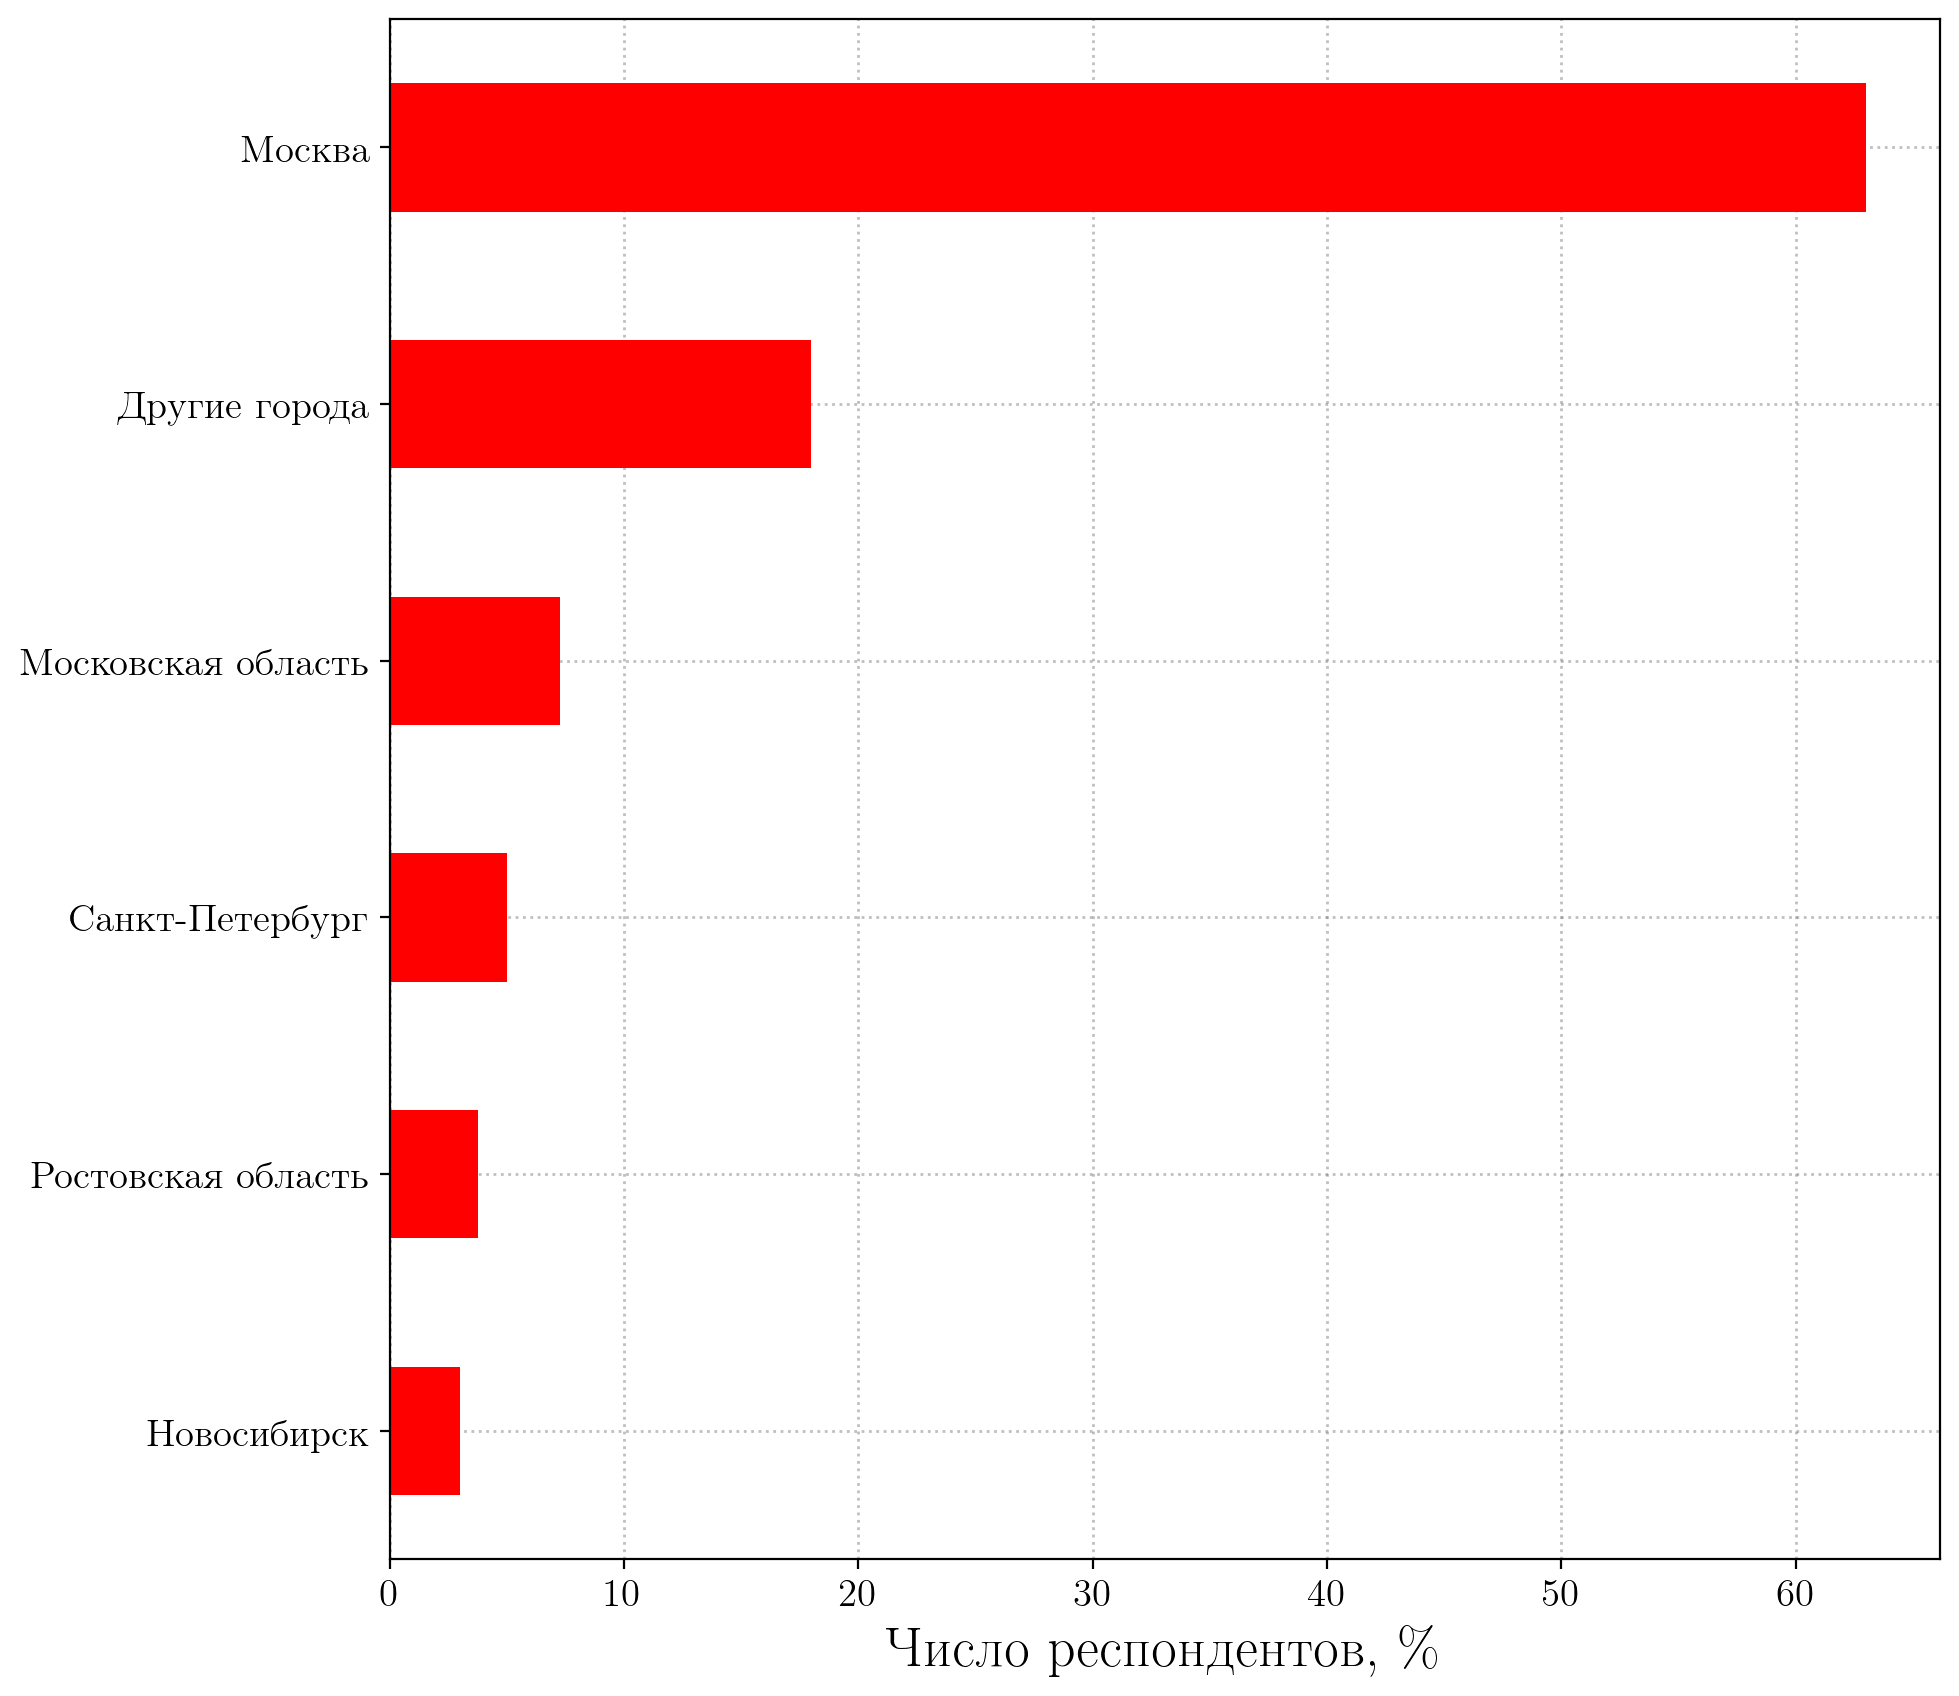 Москва
Другие города
Московская область
Санкт-Петербург
Ростовская область
Новосибирск
0 10 20 30 40 50 60
Число респондентов, %